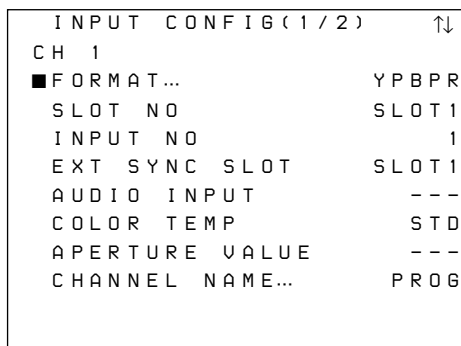 INPUT CONFIG(1/2) ↑↓
CH 1
■FORMAT… YPBPR
SLOT NO SLOT1
INPUT NO 1
EXT SYNC SLOT SLOT1
AUDIO INPUT ---
COLOR TEMP STD
APERTURE VALUE ---
CHANNEL NAME… PROG